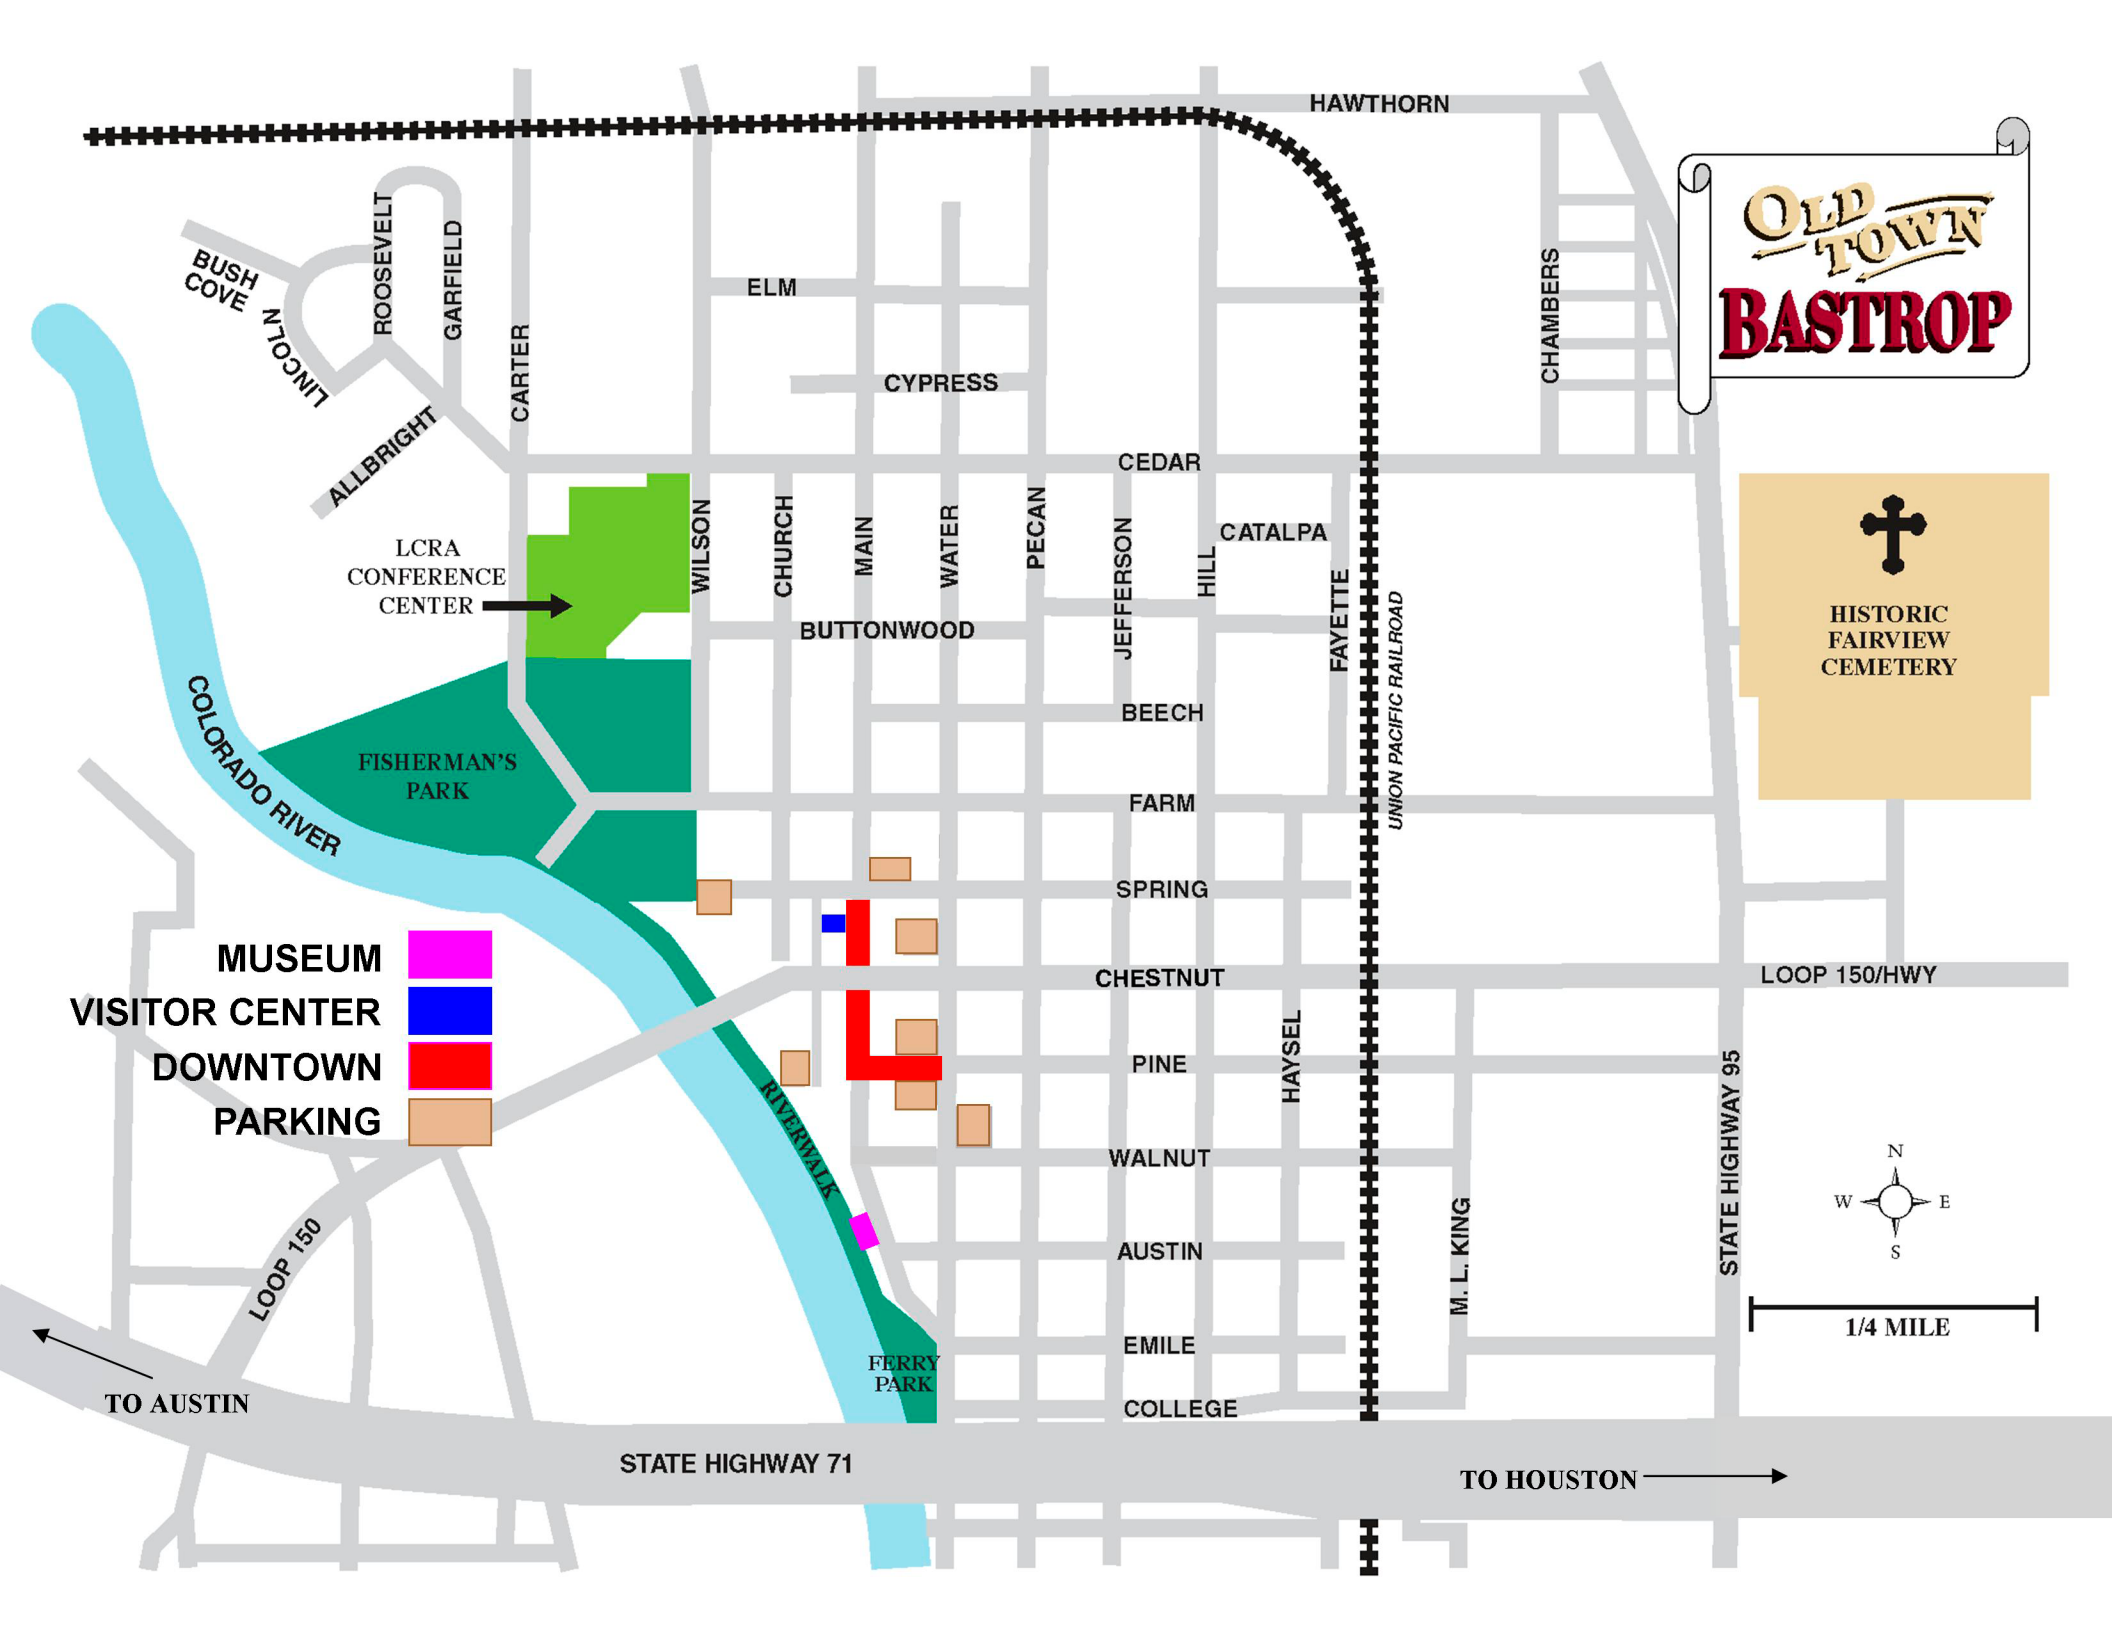 HAWTHORN
OLD
TOWN
BASTROP
ROOSEVELT
GARFIELD
BUSH
COVE
LINCOLN
CARTER
ALLBRIGHT
ELM
CYPRESS
CHAMBERS
CEDAR
WILSON
CHURCH
MAIN
WATER
PECAN
JEFFERSON
HILL
CATALPA
FAYETTE
UNION PACIFIC RAILROAD
LCRA
CONFERENCE
CENTER
BUTTONWOOD
HISTORIC
FAIRVIEW
CEMETERY
BEECH
COLORADO RIVER
FISHERMAN'S
PARK
FARM
SPRING
MUSEUM
VISITOR CENTER
DOWNTOWN
PARKING
CHESTNUT
LOOP 150/HWY
PINE
HAYSEL
STATE HIGHWAY 95
RIVERWALK
WALNUT
M. L. KING
N
W
E
S
LOOP 150
AUSTIN
1/4 MILE
EMILE
FERRY
PARK
COLLEGE
TO AUSTIN
STATE HIGHWAY 71
TO HOUSTON